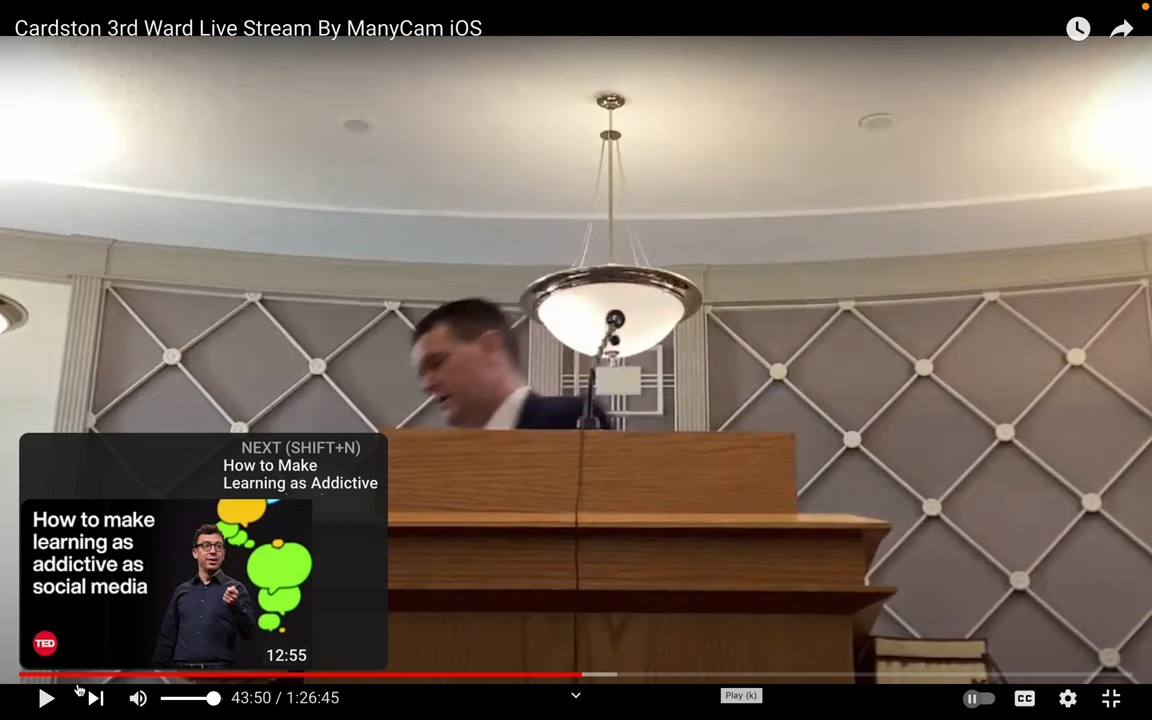 Cardston 3rd Ward Live Stream By ManyCam iOS
NEXT (SHIFT+N)
How to Make
Learning as Addictive
How to make
learning as
addictive as
social media
TED
12:55
43:50 / 1:26:45
Play (k)
CC